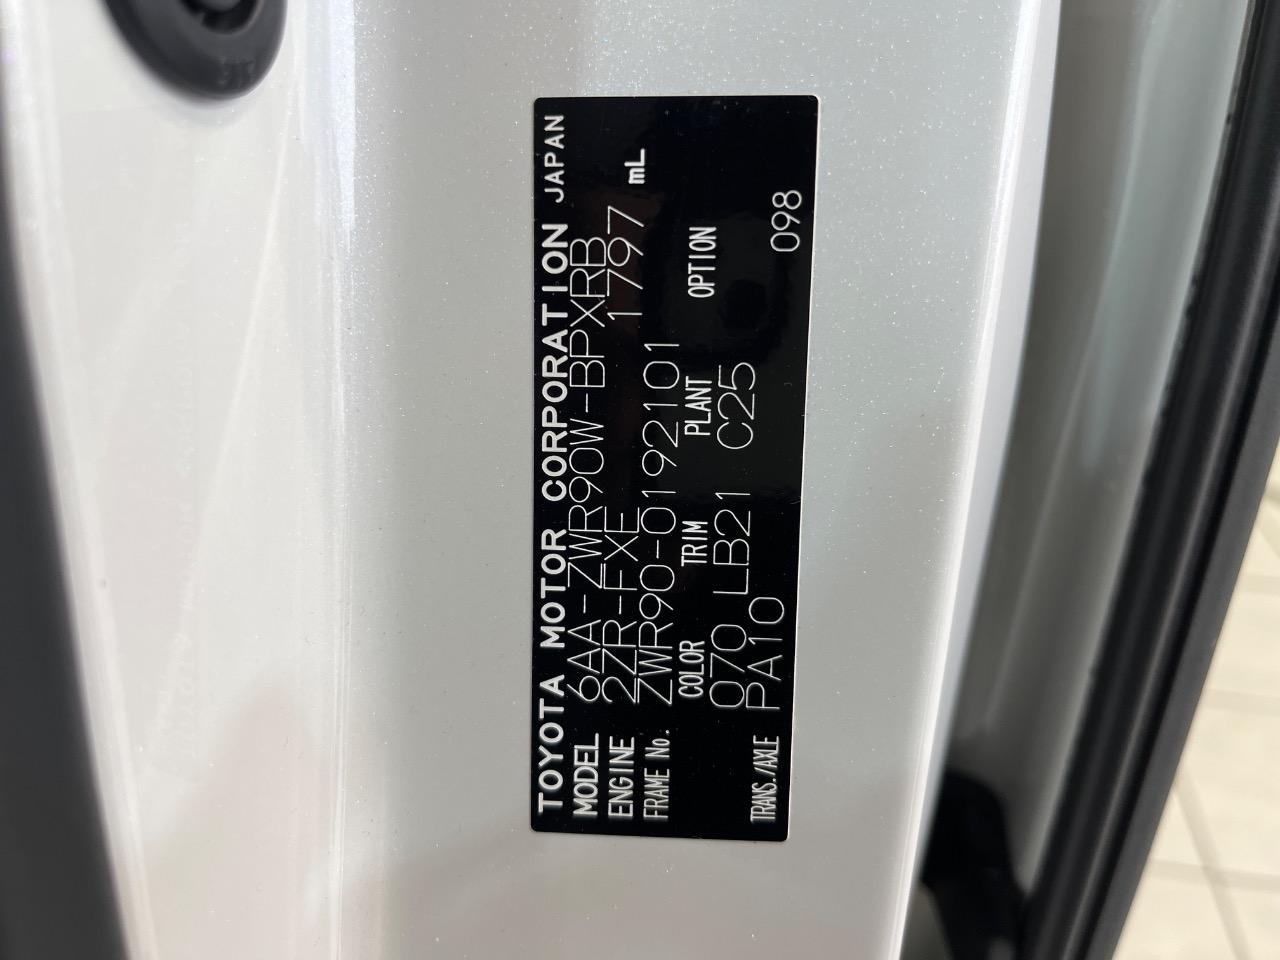 TOYOTA MOTOR CORPORATION JAPAN
MODEL 6AA-ZWR90W-BPXRB
ENGINE 2ZR-FXE 1797 mL
FRAME No. ZWR90-0192101
COLOR TRIM PLANT OPTION
070 LB21 C25
TRANS./AXLE PA10 098